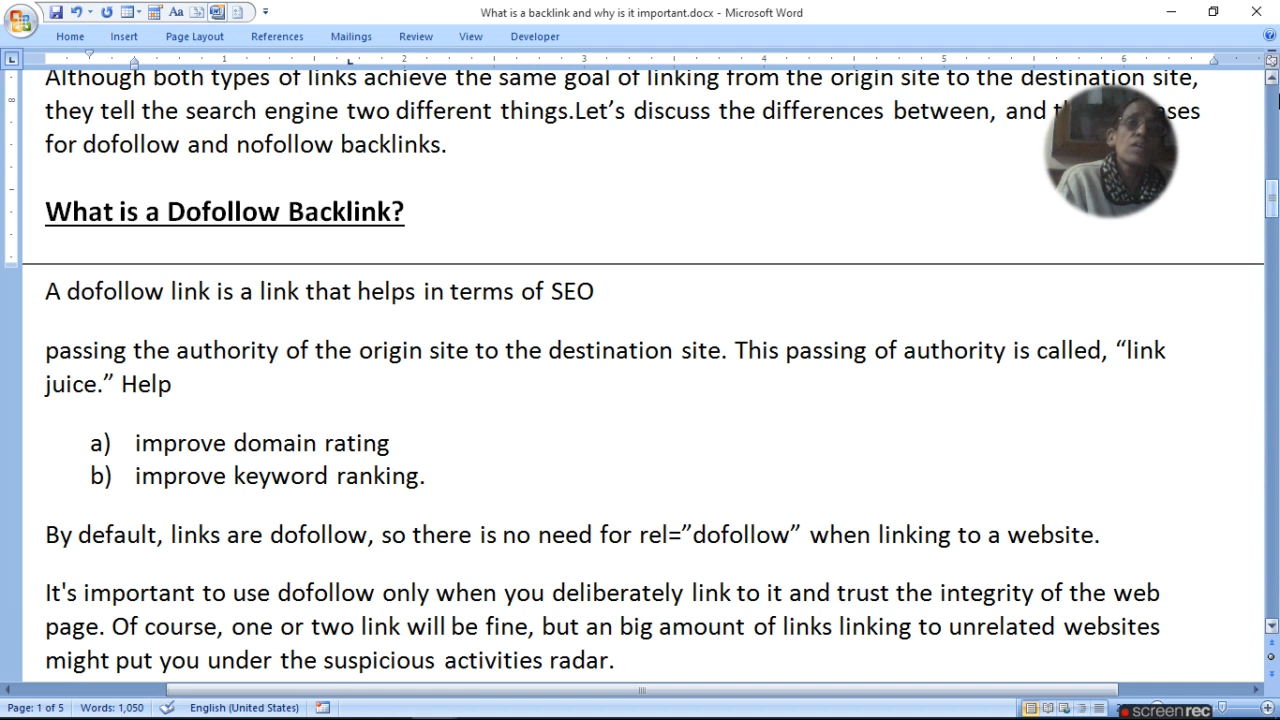 What is a backlink and why is it important.docx - Microsoft Word
Home Insert Page Layout References Mailings Review View Developer
1 2 3 4 5 6
Although both types of links achieve the same goal of linking from the origin site to the destination site,
they tell the search engine two different things.Let’s discuss the differences between, and
for dofollow and nofollow backlinks.
What is a Dofollow Backlink?
A dofollow link is a link that helps in terms of SEO
passing the authority of the origin site to the destination site. This passing of authority is called, “link
juice.” Help
a) improve domain rating
b) improve keyword ranking.
By default, links are dofollow, so there is no need for rel=”dofollow” when linking to a website.
It's important to use dofollow only when you deliberately link to it and trust the integrity of the web
page. Of course, one or two link will be fine, but an big amount of links linking to unrelated websites
might put you under the suspicious activities radar.
Page: 1 of 5 Words: 1,050 English (United States)
screenrec